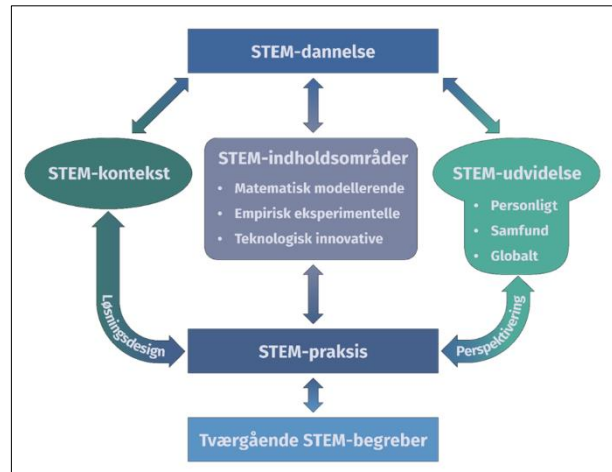 STEM-dannelse
STEM-kontekst
STEM-indholdsområder
• Matematisk modellerende
• Empirisk eksperimentelle
• Teknologisk innovative
STEM-udvidelse
• Personligt
• Samfund
• Globalt
Løsningsdesign
STEM-praksis
Perspektivering
Tværgående STEM-begreber